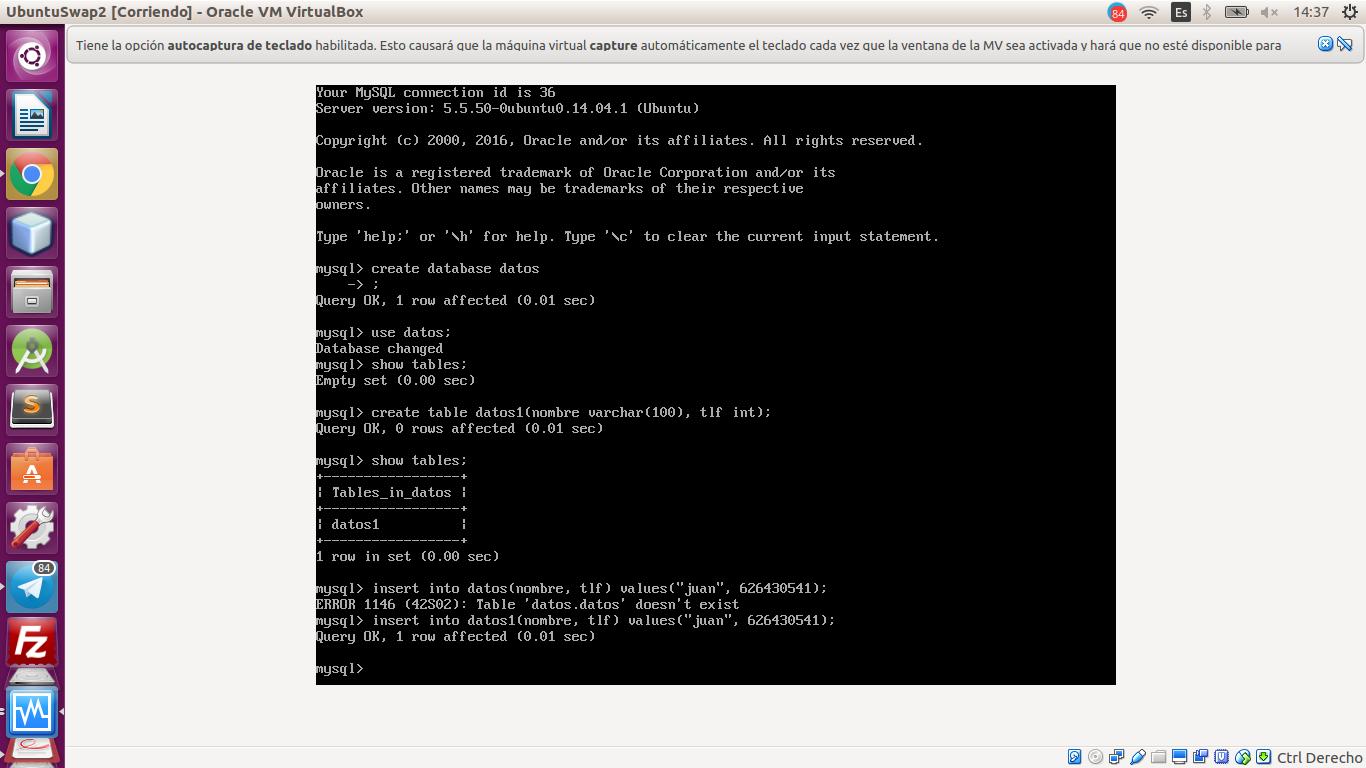 UbuntuSwap2 [Corriendo] - Oracle VM VirtualBox
84
Es
14:37
Tiene la opción autocaptura de teclado habilitada. Esto causará que la máquina virtual capture automáticamente el teclado cada vez que la ventana de la MV sea activada y hará que no esté disponible para
Your MySQL connection id is 36
Server version: 5.5.50-0ubuntu0.14.04.1 (Ubuntu)
Copyright (c) 2000, 2016, Oracle and/or its affiliates. All rights reserved.
Oracle is a registered trademark of Oracle Corporation and/or its
affiliates. Other names may be trademarks of their respective
owners.
Type 'help;' or '\h' for help. Type '\c' to clear the current input statement.
mysql> create database datos
    -> ;
Query OK, 1 row affected (0.01 sec)
mysql> use datos;
Database changed
mysql> show tables;
Empty set (0.00 sec)
mysql> create table datos1(nombre varchar(100), tlf int);
Query OK, 0 rows affected (0.01 sec)
mysql> show tables;
+-----------------+
| Tables_in_datos |
+-----------------+
| datos1          |
+-----------------+
1 row in set (0.00 sec)
mysql> insert into datos(nombre, tlf) values("juan", 626430541);
ERROR 1146 (42S02): Table 'datos.datos' doesn't exist
mysql> insert into datos1(nombre, tlf) values("juan", 626430541);
Query OK, 1 row affected (0.01 sec)
mysql>
84
Fz
Ctrl Derecho